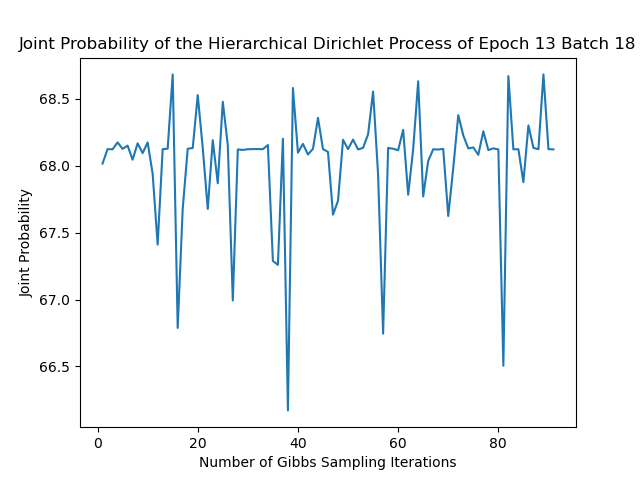 Joint Probability of the Hierarchical Dirichlet Process of Epoch 13 Batch 18
68.5
68.0
67.5
67.0
66.5
Joint Probability
0 20 40 60 80
Number of Gibbs Sampling Iterations